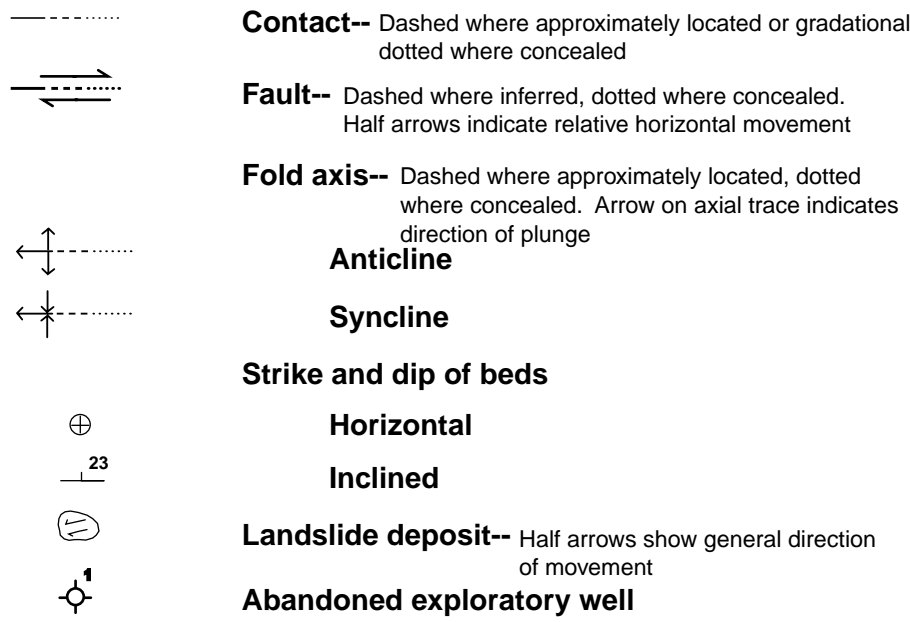 Contact-- Dashed where approximately located or gradational
dotted where concealed
Fault-- Dashed where inferred, dotted where concealed.
Half arrows indicate relative horizontal movement
Fold axis-- Dashed where approximately located, dotted
where concealed. Arrow on axial trace indicates
direction of plunge
Anticline
Syncline
Strike and dip of beds
Horizontal
23
Inclined
Landslide deposit-- Half arrows show general direction
of movement
1
Abandoned exploratory well